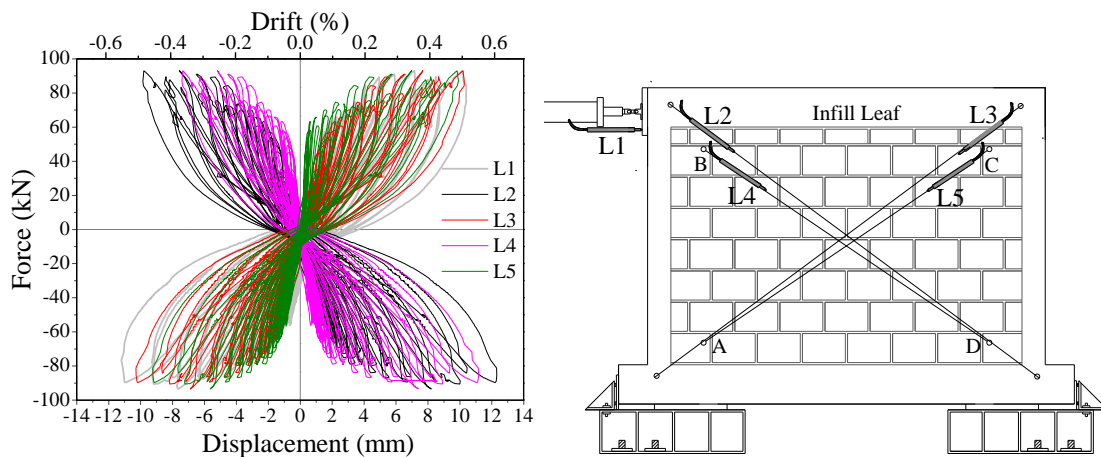 Drift (%)
-0.6 -0.4 -0.2 0.0 0.2 0.4 0.6
100
80
60
40
20
0
-20
-40
-60
-80
-100
Force (kN)
L1
L2
L3
L4
L5
-14 -12 -10 -8 -6 -4 -2 0 2 4 6 8 10 12 14
Displacement (mm)
L2 Infill Leaf L3
L1
B C
L4 L5
A D